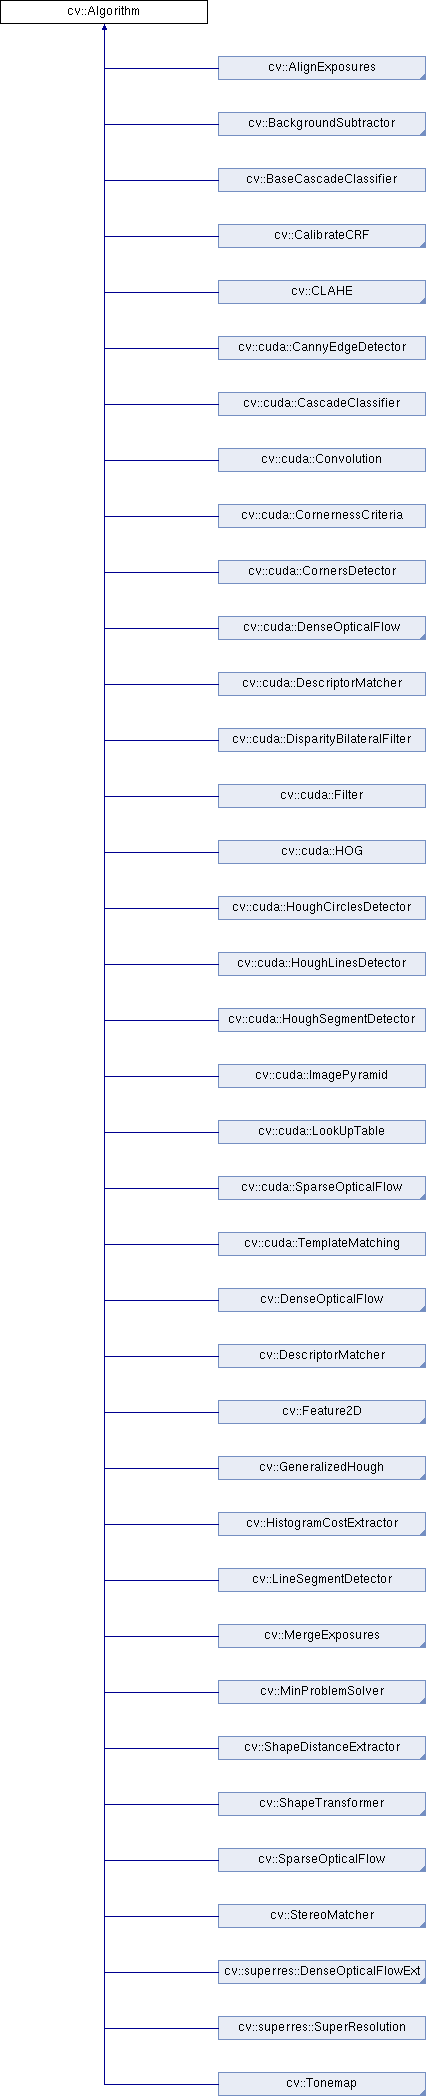 cv::Algorithm
cv::AlignExposures
cv::BackgroundSubtractor
cv::BaseCascadeClassifier
cv::CalibrateCRF
cv::CLAHE
cv::cuda::CannyEdgeDetector
cv::cuda::CascadeClassifier
cv::cuda::Convolution
cv::cuda::CornernessCriteria
cv::cuda::CornersDetector
cv::cuda::DenseOpticalFlow
cv::cuda::DescriptorMatcher
cv::cuda::DisparityBilateralFilter
cv::cuda::Filter
cv::cuda::HOG
cv::cuda::HoughCirclesDetector
cv::cuda::HoughLinesDetector
cv::cuda::HoughSegmentDetector
cv::cuda::ImagePyramid
cv::cuda::LookUpTable
cv::cuda::SparseOpticalFlow
cv::cuda::TemplateMatching
cv::DenseOpticalFlow
cv::DescriptorMatcher
cv::Feature2D
cv::GeneralizedHough
cv::HistogramCostExtractor
cv::LineSegmentDetector
cv::MergeExposures
cv::MinProblemSolver
cv::ShapeDistanceExtractor
cv::ShapeTransformer
cv::SparseOpticalFlow
cv::StereoMatcher
cv::superres::DenseOpticalFlowExt
cv::superres::SuperResolution
cv::Tonemap